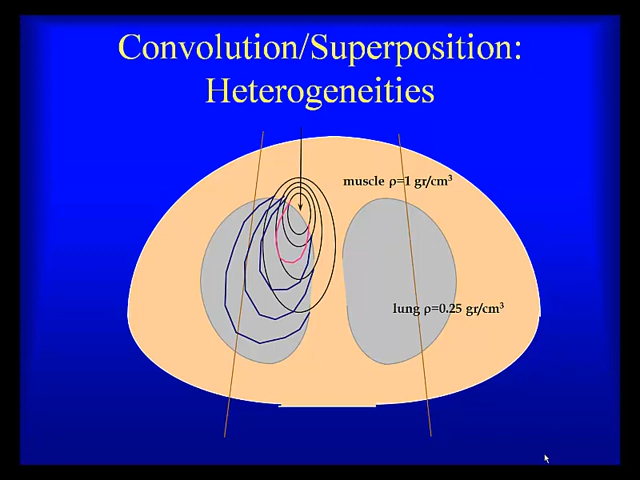 Convolution/Superposition:
Heterogeneities
muscle ρ=1 gr/cm³
lung ρ=0.25 gr/cm³